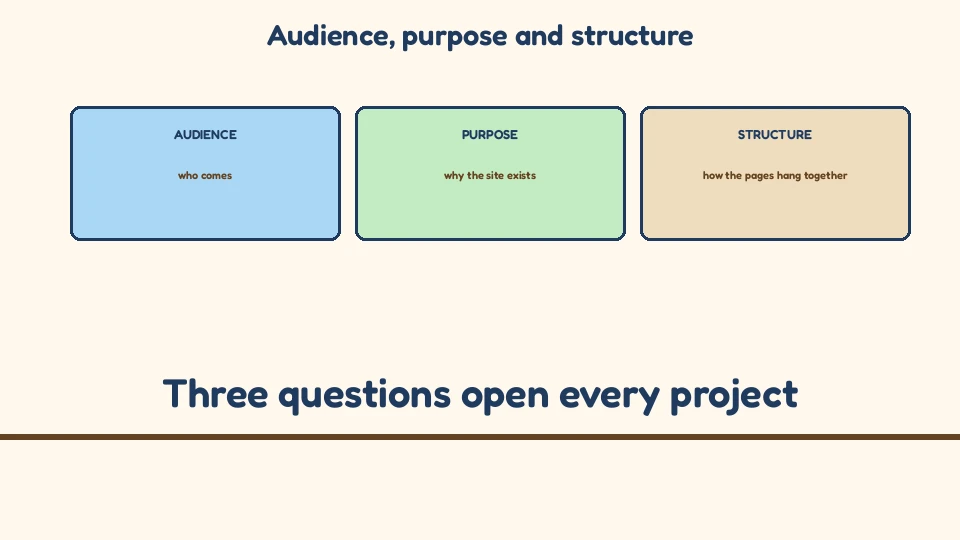 Audience, purpose and structure
AUDIENCE
who comes
PURPOSE
why the site exists
STRUCTURE
how the pages hang together
Three questions open every project